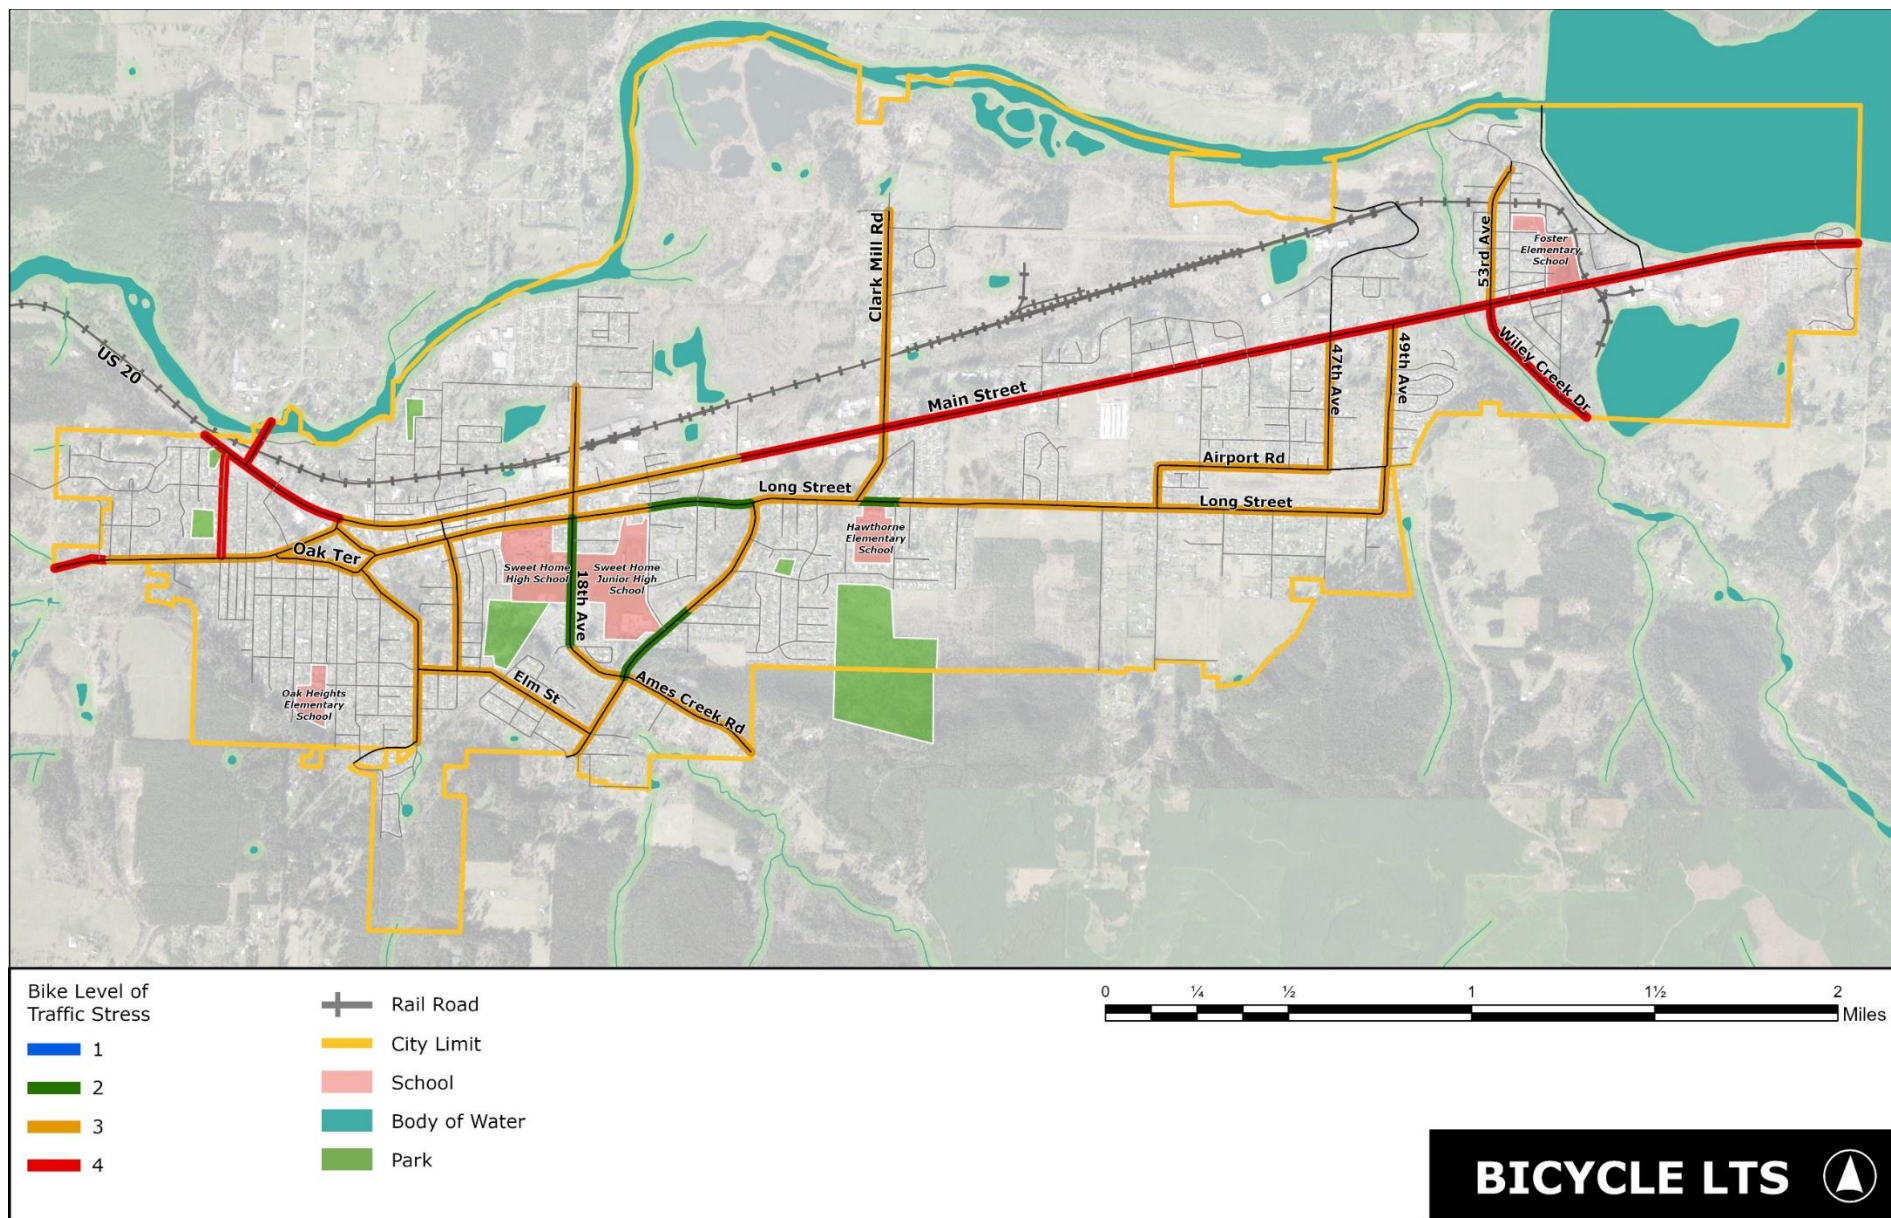 US 20
Clark Mill Rd
53rd Ave
Foster
Elementary
School
Main Street
47th Ave
49th Ave
Wiley Creek Dr
Airport Rd
Long Street
Long Street
Oak Ter
Sweet Home
High School
18th Ave
Sweet Home
Junior High
School
Hawthorne
Elementary
School
Elm St
Ames Creek Rd
Oak Heights
Elementary
School
Bike Level of
Traffic Stress
1
2
3
4
Rail Road
City Limit
School
Body of Water
Park
0 ¼ ½ 1 1½ 2
Miles
BICYCLE LTS